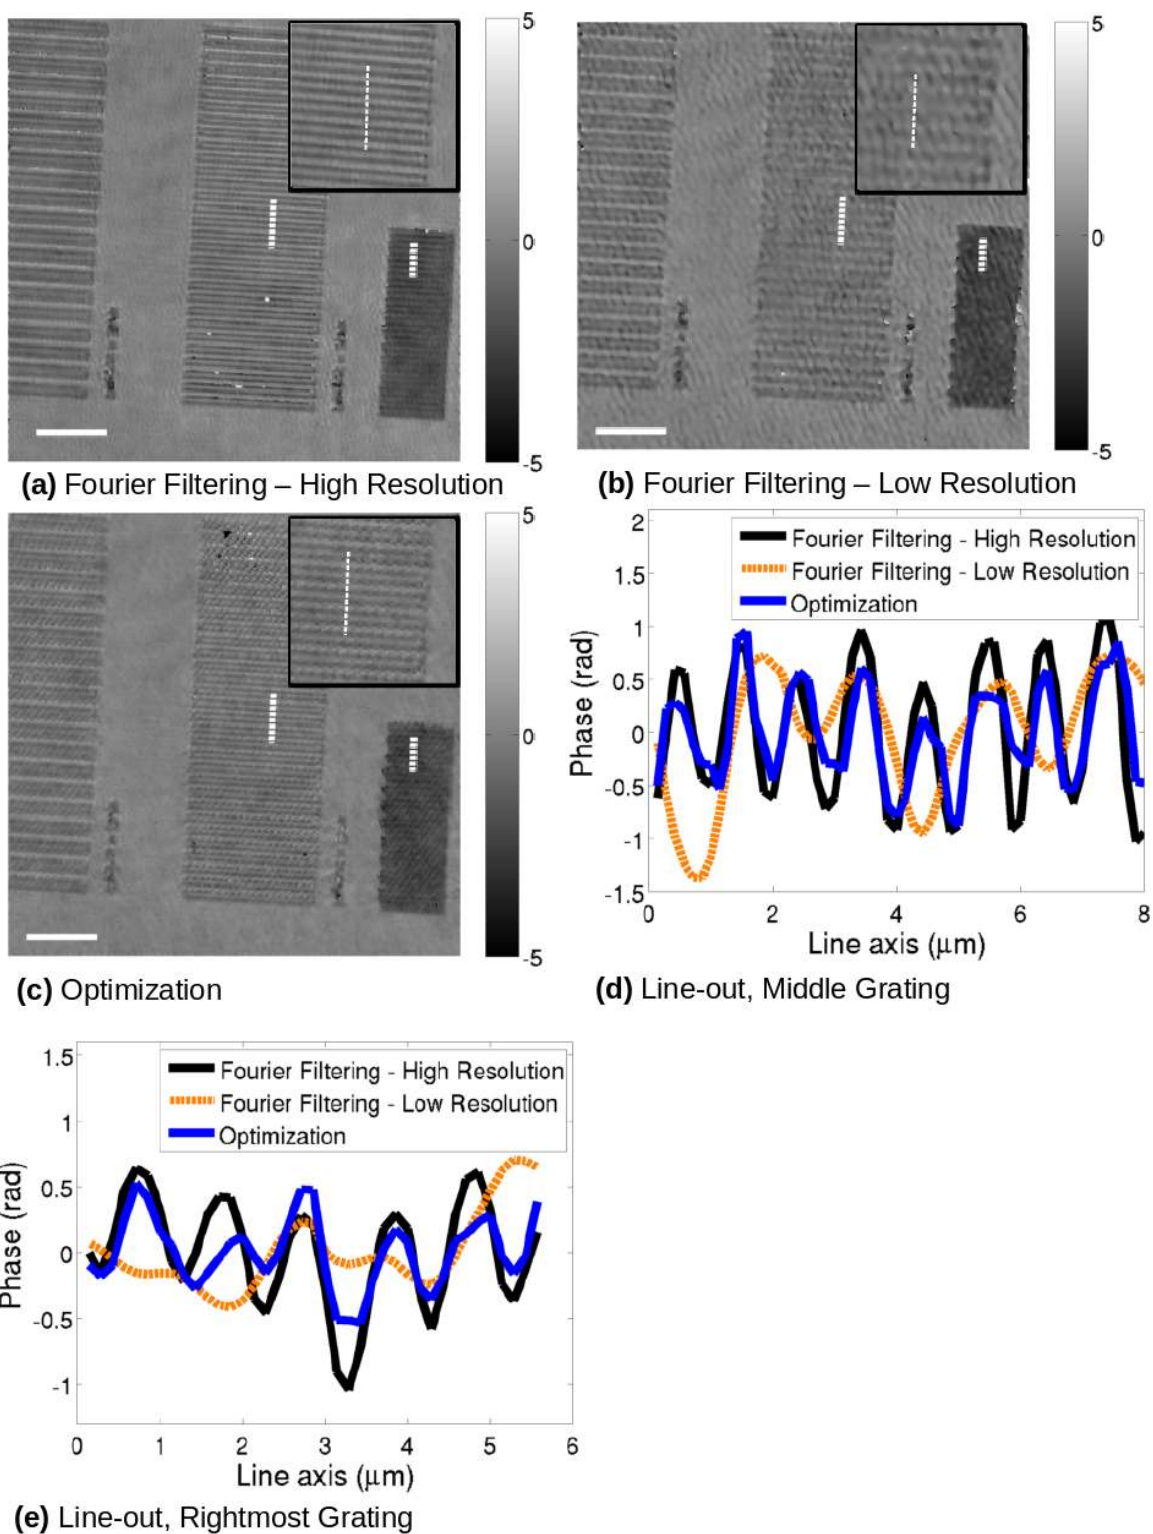 5
0
-5
(a) Fourier Filtering – High Resolution
5
0
-5
(b) Fourier Filtering – Low Resolution
5
0
-5
(c) Optimization
Fourier Filtering - High Resolution
Fourier Filtering - Low Resolution
Optimization
2
1.5
1
0.5
0
-0.5
-1
-1.5
Phase (rad)
0 2 4 6 8
Line axis (μm)
(d) Line-out, Middle Grating
Fourier Filtering - High Resolution
Fourier Filtering - Low Resolution
Optimization
1.5
1
0.5
0
-0.5
-1
Phase (rad)
0 1 2 3 4 5 6
Line axis (μm)
(e) Line-out, Rightmost Grating